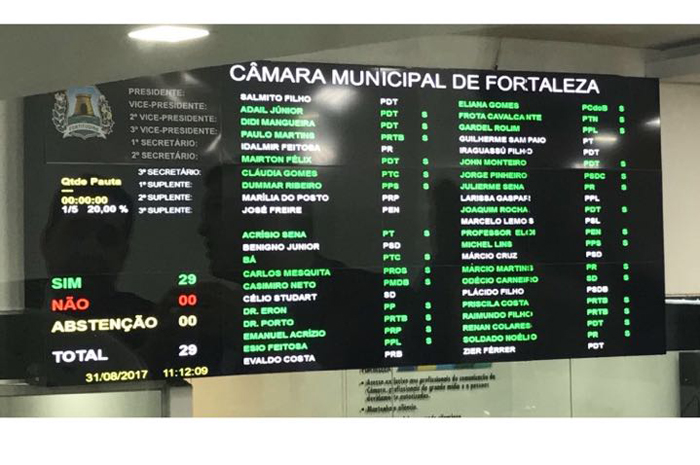 CÂMARA MUNICIPAL DE FORTALEZA
PRESIDENTE:
VICE-PRESIDENTE:
2º VICE-PRESIDENTE:
3º VICE-PRESIDENTE:
1º SECRETÁRIO:
2º SECRETÁRIO:
3º SECRETÁRIO:
1º SUPLENTE:
2º SUPLENTE:
3º SUPLENTE:
Qtde Pauta
00:00:00
1/5 20,00 %
SIM 29
NÃO 00
ABSTENÇÃO 00
TOTAL 29
31/08/2017 11:12:09
SALMITO FILHO PDT
ADAIL JÚNIOR PDT S
DIDI MANGUEIRA PDT S
PAULO MARTINS PRTB S
IDALMIR FEITOSA PR
MAIRTON FÉLIX PDT S
CLÁUDIA GOMES PTC S
DUMMAR RIBEIRO PPS S
MARÍLIA DO POSTO PRP
JOSÉ FREIRE PEN
ACRÍSIO SENA PT S
BENIGNO JUNIOR PSD
BÁ PTC S
CARLOS MESQUITA PROS S
CASIMIRO NETO PMDB S
CÉLIO STUDART SD
DR. ERON PP S
DR. PORTO PRTB S
EMANUEL ACRÍZIO PRP S
ESIO FEITOSA PPL S
EVALDO COSTA PRB
ELIANA GOMES PCdoB S
FROTA CAVALCANTE PTN S
GARDEL ROLIM PPL S
GUILHERME SAMPAIO PT
IRAGUASSÚ FILHO PDT
JOHN MONTEIRO PDT S
JORGE PINHEIRO PSDC S
JULIERME SENA PR S
LARISSA GASPAR PPL
JOAQUIM ROCHA PDT S
MARCELO LEMOS PSL
PROFESSOR ELOI PEN S
MICHEL LINS PPS S
MÁRCIO CRUZ PSD
MÁRCIO MARTINS PR S
ODÉCIO CARNEIRO SD S
PLÁCIDO FILHO PSDB
PRISCILA COSTA PRTB S
RAIMUNDO FILHO PRTB S
RENAN COLARES PDT S
SOLDADO NOÉLIO PR S
ZIER FÉRRER PDT